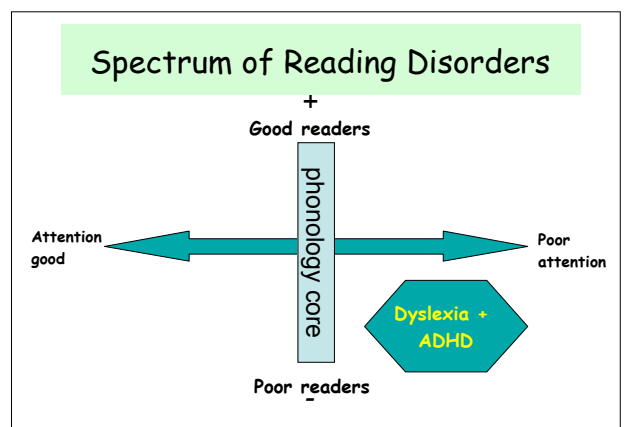 Spectrum of Reading Disorders
+
Good readers
phonology core
Attention
good
Poor
attention
Dyslexia +
ADHD
Poor readers
-